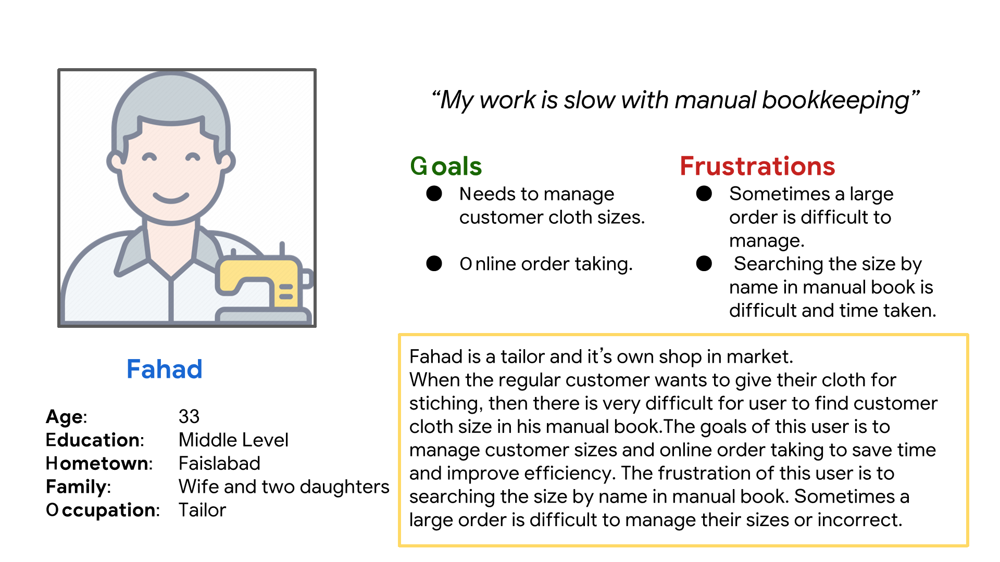 “My work is slow with manual bookkeeping”
Goals
● Needs to manage
customer cloth sizes.
● Online order taking.
Frustrations
● Sometimes a large
order is difficult to
manage.
● Searching the size by
name in manual book is
difficult and time taken.
Fahad
Age: 33
Education: Middle Level
Hometown: Faislabad
Family: Wife and two daughters
Occupation: Tailor
Fahad is a tailor and it’s own shop in market.
When the regular customer wants to give their cloth for
stiching, then there is very difficult for user to find customer
cloth size in his manual book.The goals of this user is to
manage customer sizes and online order taking to save time
and improve efficiency. The frustration of this user is to
searching the size by name in manual book. Sometimes a
large order is difficult to manage their sizes or incorrect.